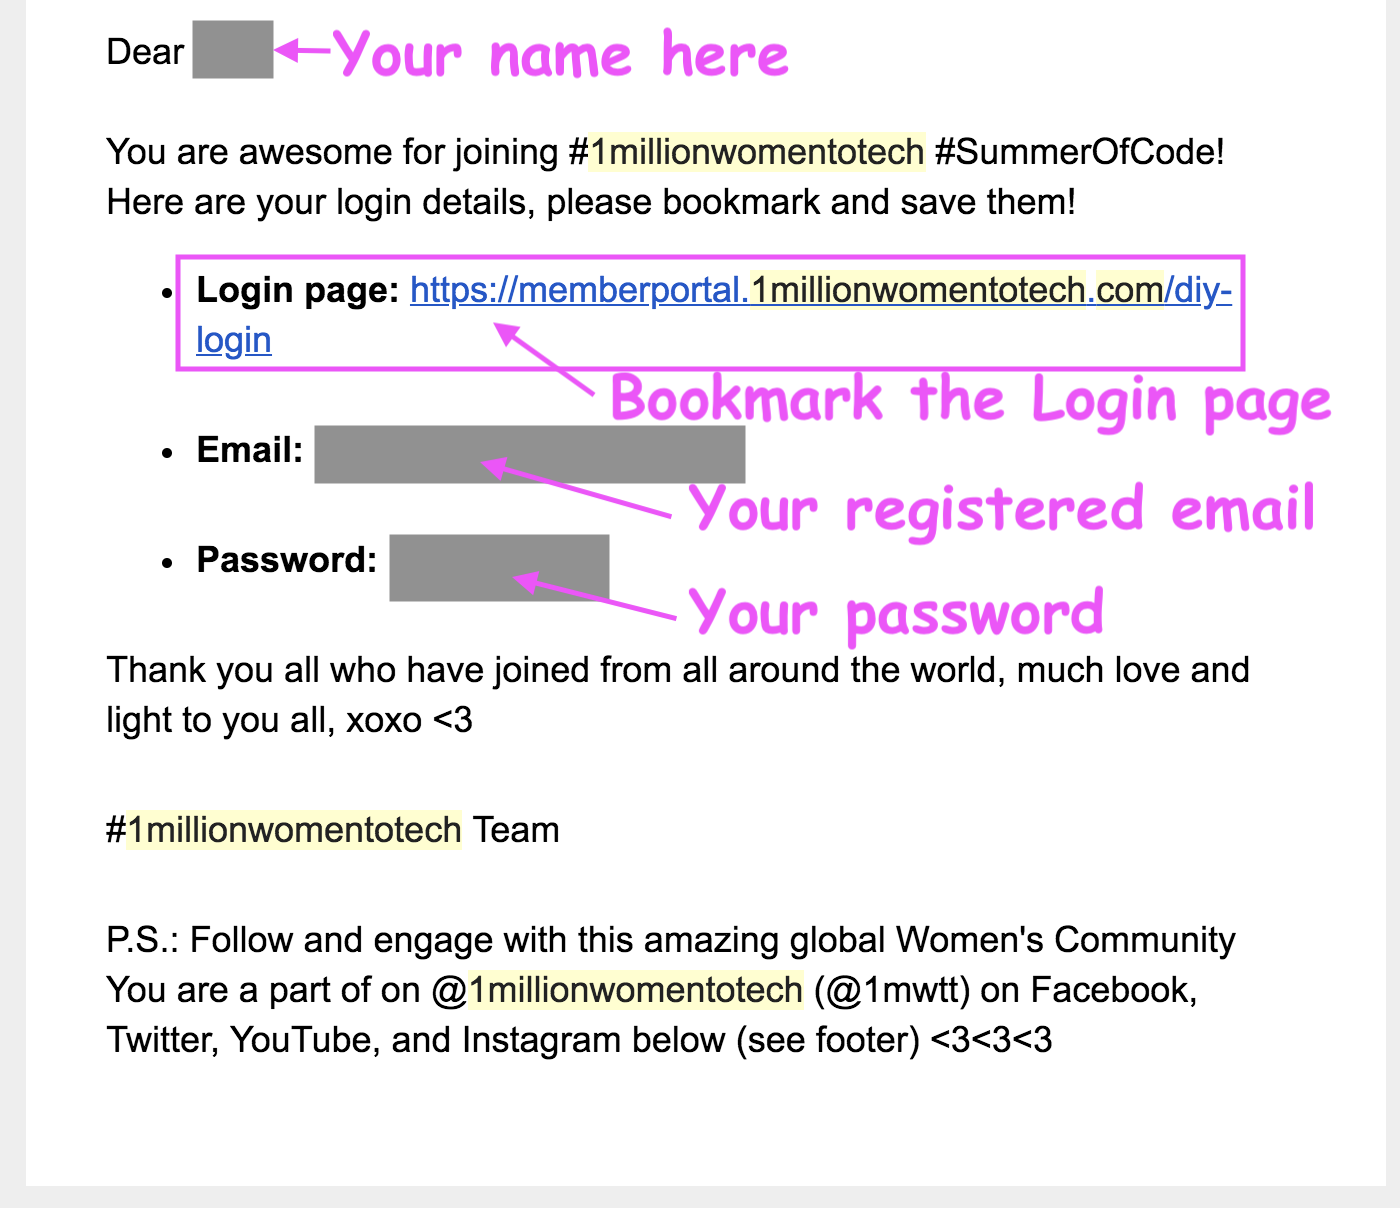 Dear Your name here
You are awesome for joining #1millionwomentotech #SummerOfCode!
Here are your login details, please bookmark and save them!
• Login page: https://memberportal.1millionwomentotech.com/diy-
login
Bookmark the Login page
• Email:
Your registered email
• Password:
Your password
Thank you all who have joined from all around the world, much love and
light to you all, xoxo <3
#1millionwomentotech Team
P.S.: Follow and engage with this amazing global Women's Community
You are a part of on @1millionwomentotech (@1mwtt) on Facebook,
Twitter, YouTube, and Instagram below (see footer) <3<3<3